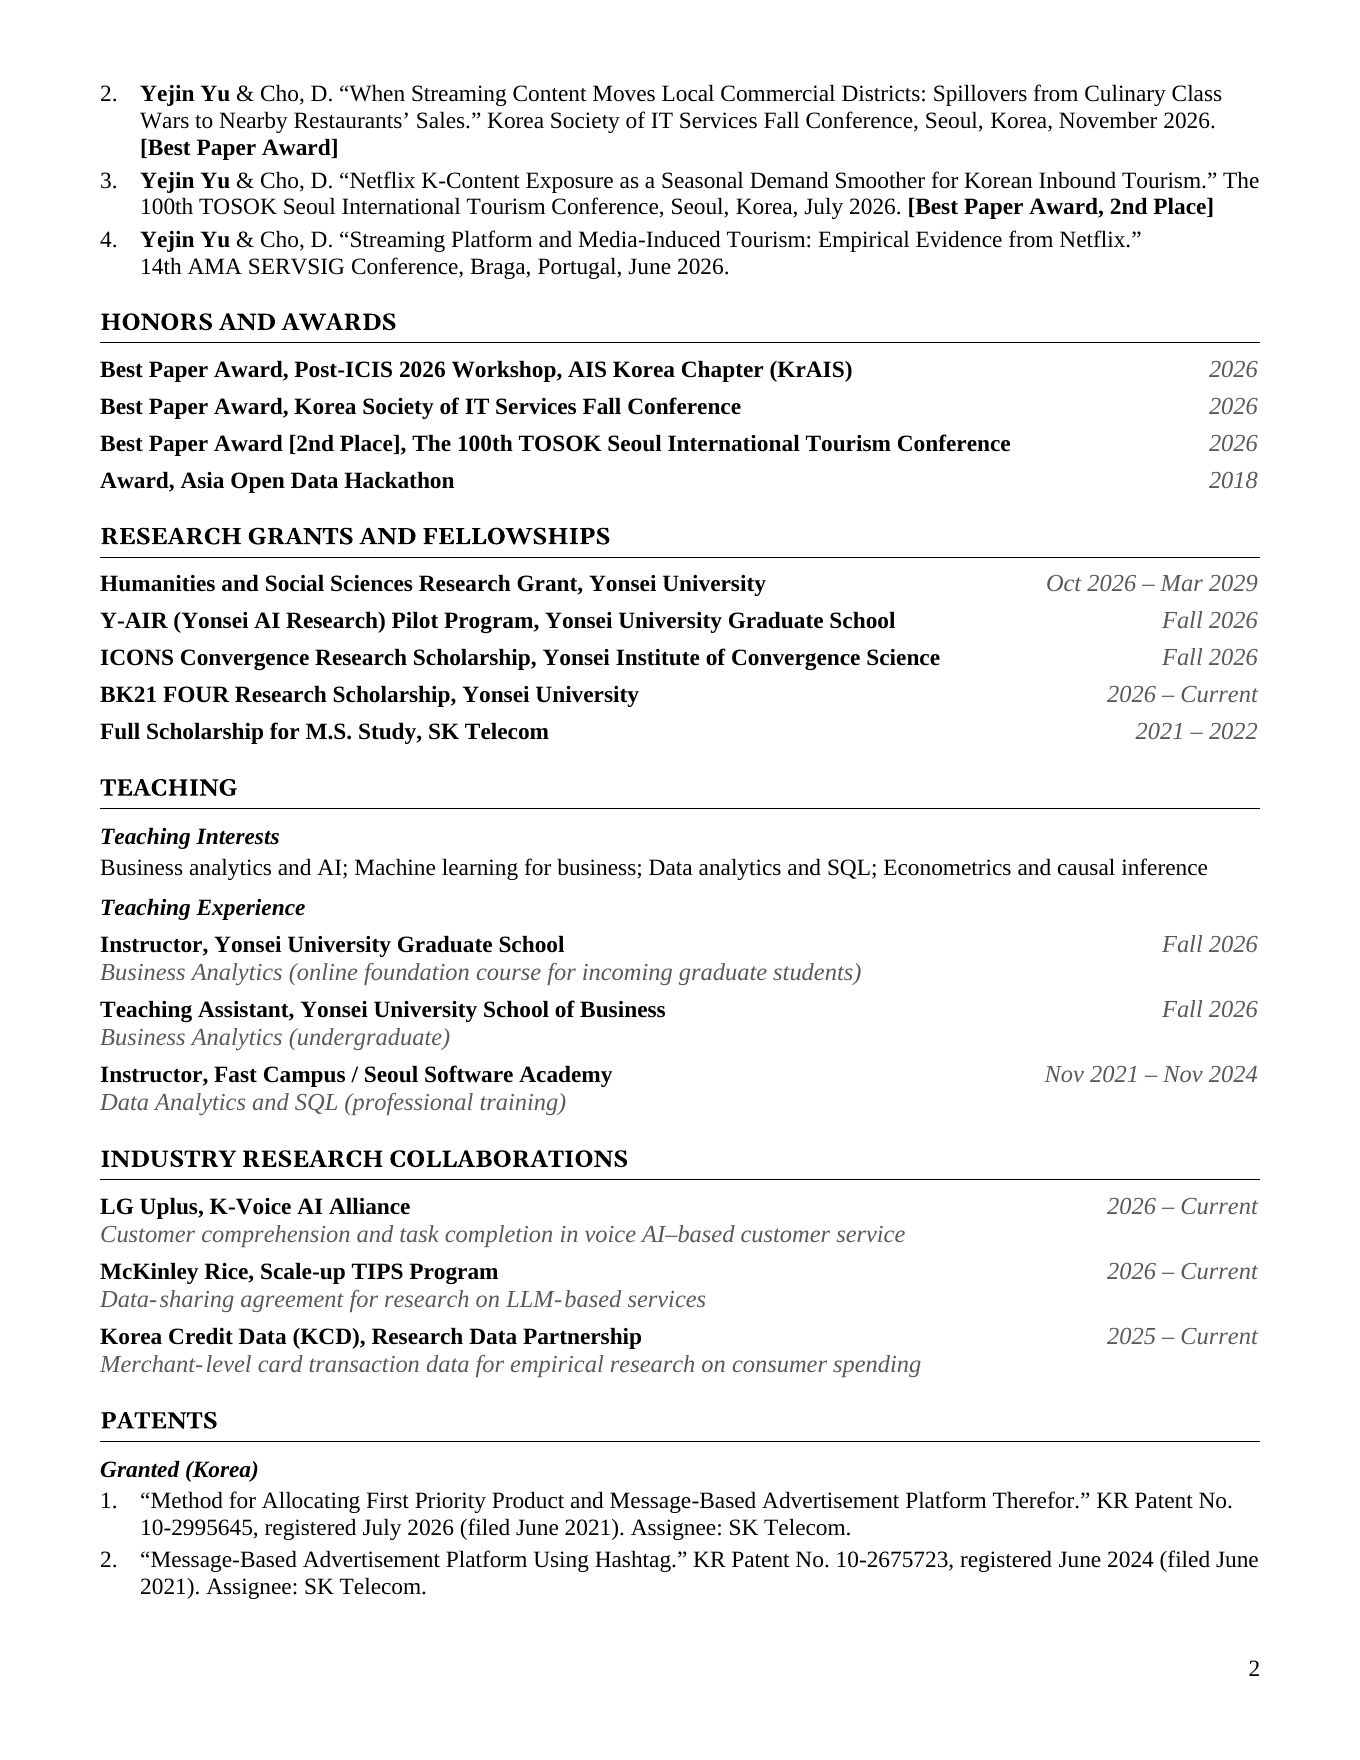 2. Yejin Yu & Cho, D. “When Streaming Content Moves Local Commercial Districts: Spillovers from Culinary Class
Wars to Nearby Restaurants’ Sales.” Korea Society of IT Services Fall Conference, Seoul, Korea, November 2026.
[Best Paper Award]
3. Yejin Yu & Cho, D. “Netflix K-Content Exposure as a Seasonal Demand Smoother for Korean Inbound Tourism.” The
100th TOSOK Seoul International Tourism Conference, Seoul, Korea, July 2026. [Best Paper Award, 2nd Place]
4. Yejin Yu & Cho, D. “Streaming Platform and Media-Induced Tourism: Empirical Evidence from Netflix.”
14th AMA SERVSIG Conference, Braga, Portugal, June 2026.
HONORS AND AWARDS
Best Paper Award, Post-ICIS 2026 Workshop, AIS Korea Chapter (KrAIS) 2026
Best Paper Award, Korea Society of IT Services Fall Conference 2026
Best Paper Award [2nd Place], The 100th TOSOK Seoul International Tourism Conference 2026
Award, Asia Open Data Hackathon 2018
RESEARCH GRANTS AND FELLOWSHIPS
Humanities and Social Sciences Research Grant, Yonsei University Oct 2026 – Mar 2029
Y-AIR (Yonsei AI Research) Pilot Program, Yonsei University Graduate School Fall 2026
ICONS Convergence Research Scholarship, Yonsei Institute of Convergence Science Fall 2026
BK21 FOUR Research Scholarship, Yonsei University 2026 – Current
Full Scholarship for M.S. Study, SK Telecom 2021 – 2022
TEACHING
Teaching Interests
Business analytics and AI; Machine learning for business; Data analytics and SQL; Econometrics and causal inference
Teaching Experience
Instructor, Yonsei University Graduate School Fall 2026
Business Analytics (online foundation course for incoming graduate students)
Teaching Assistant, Yonsei University School of Business Fall 2026
Business Analytics (undergraduate)
Instructor, Fast Campus / Seoul Software Academy Nov 2021 – Nov 2024
Data Analytics and SQL (professional training)
INDUSTRY RESEARCH COLLABORATIONS
LG Uplus, K-Voice AI Alliance 2026 – Current
Customer comprehension and task completion in voice AI–based customer service
McKinley Rice, Scale-up TIPS Program 2026 – Current
Data-sharing agreement for research on LLM-based services
Korea Credit Data (KCD), Research Data Partnership 2025 – Current
Merchant-level card transaction data for empirical research on consumer spending
PATENTS
Granted (Korea)
1. “Method for Allocating First Priority Product and Message-Based Advertisement Platform Therefor.” KR Patent No.
10-2995645, registered July 2026 (filed June 2021). Assignee: SK Telecom.
2. “Message-Based Advertisement Platform Using Hashtag.” KR Patent No. 10-2675723, registered June 2024 (filed June
2021). Assignee: SK Telecom.
2